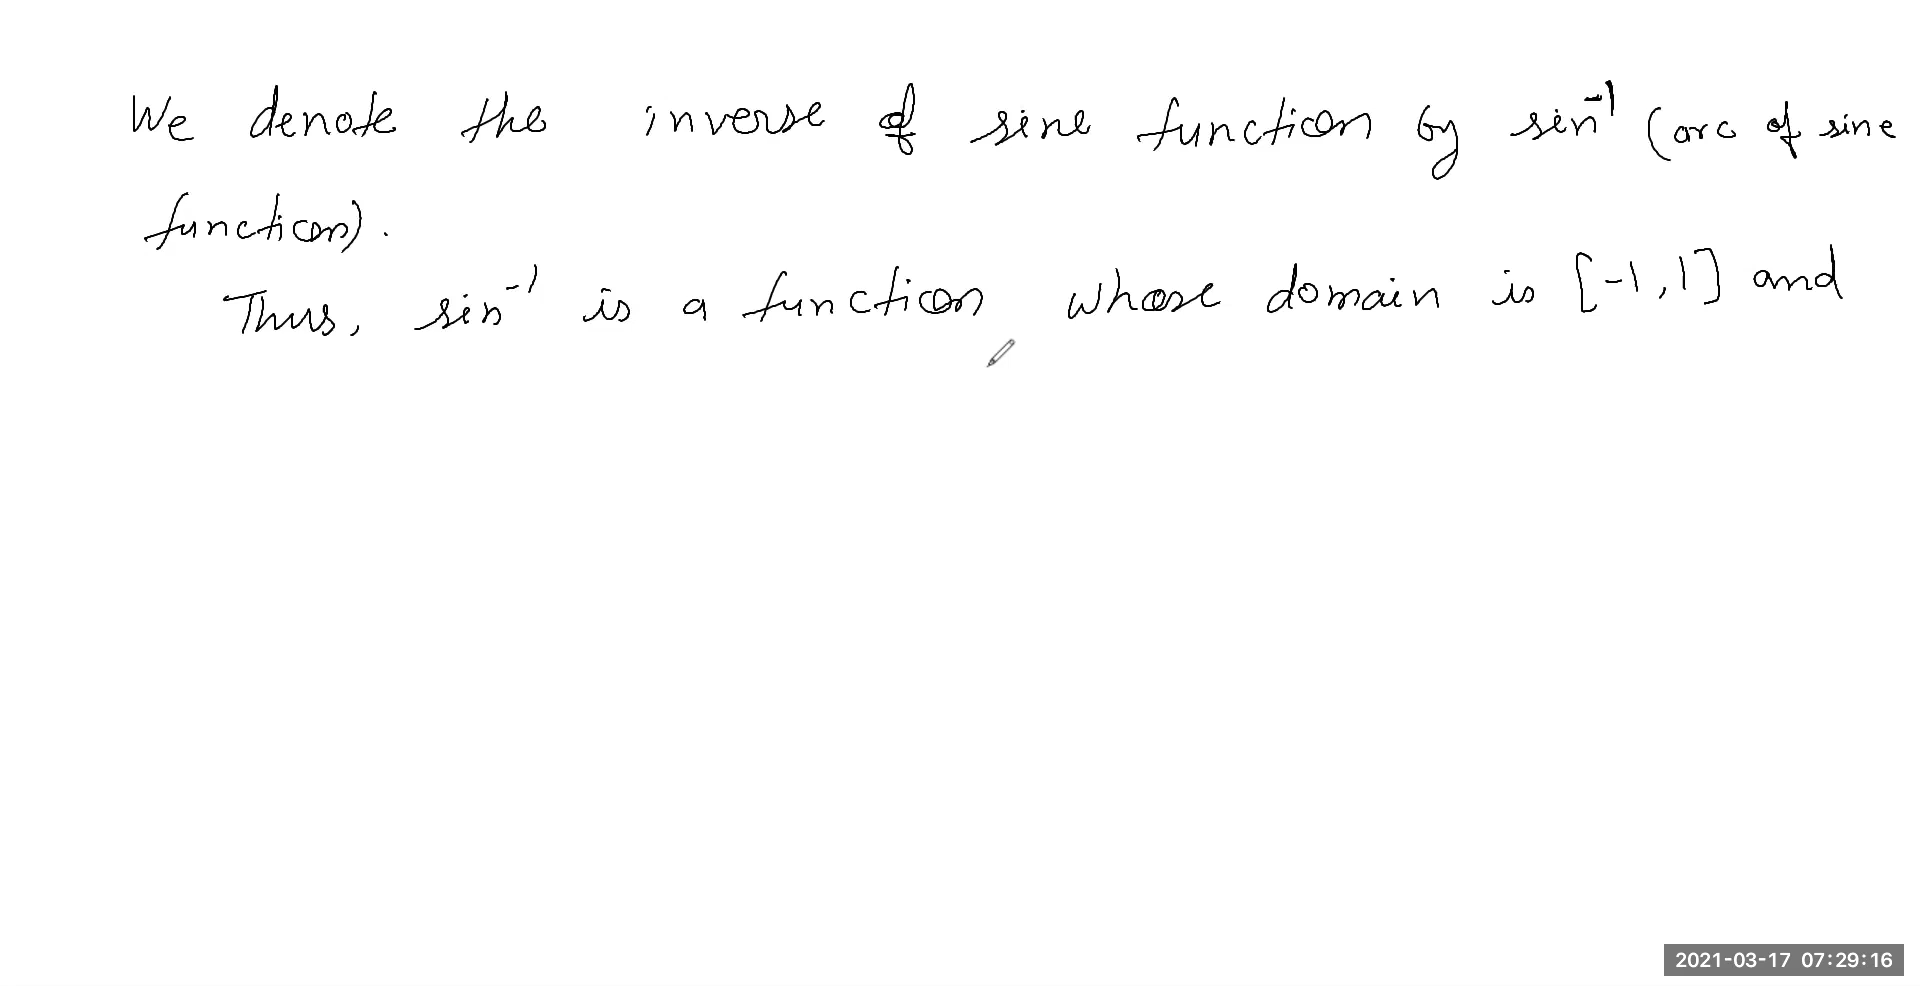 We denote the inverse of sine function by sin⁻¹ (arc of sine
function).
Thus, sin⁻¹ is a function whose domain is [-1, 1] and
2021-03-17 07:29:16